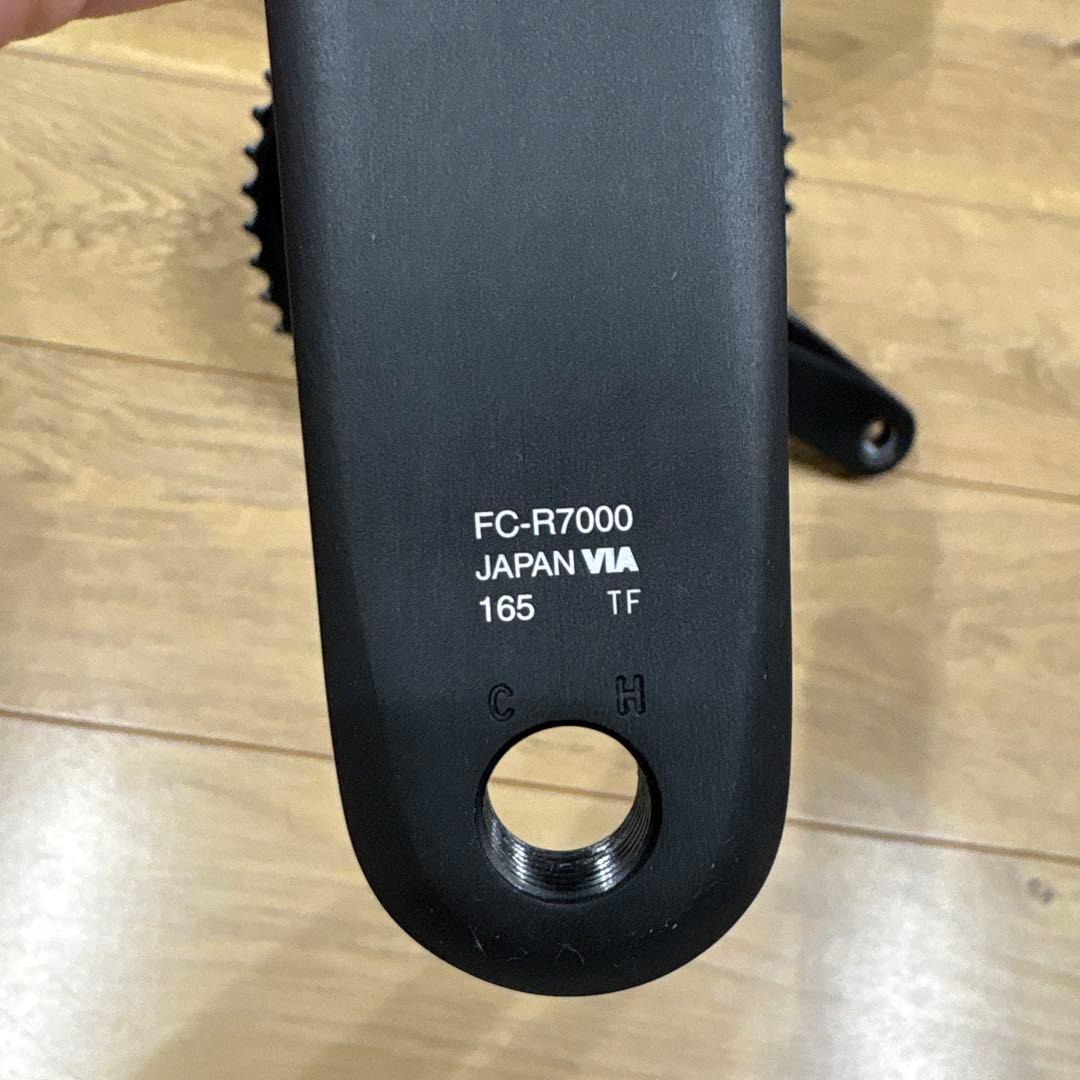 FC-R7000
JAPAN VIA
165 TF
C H